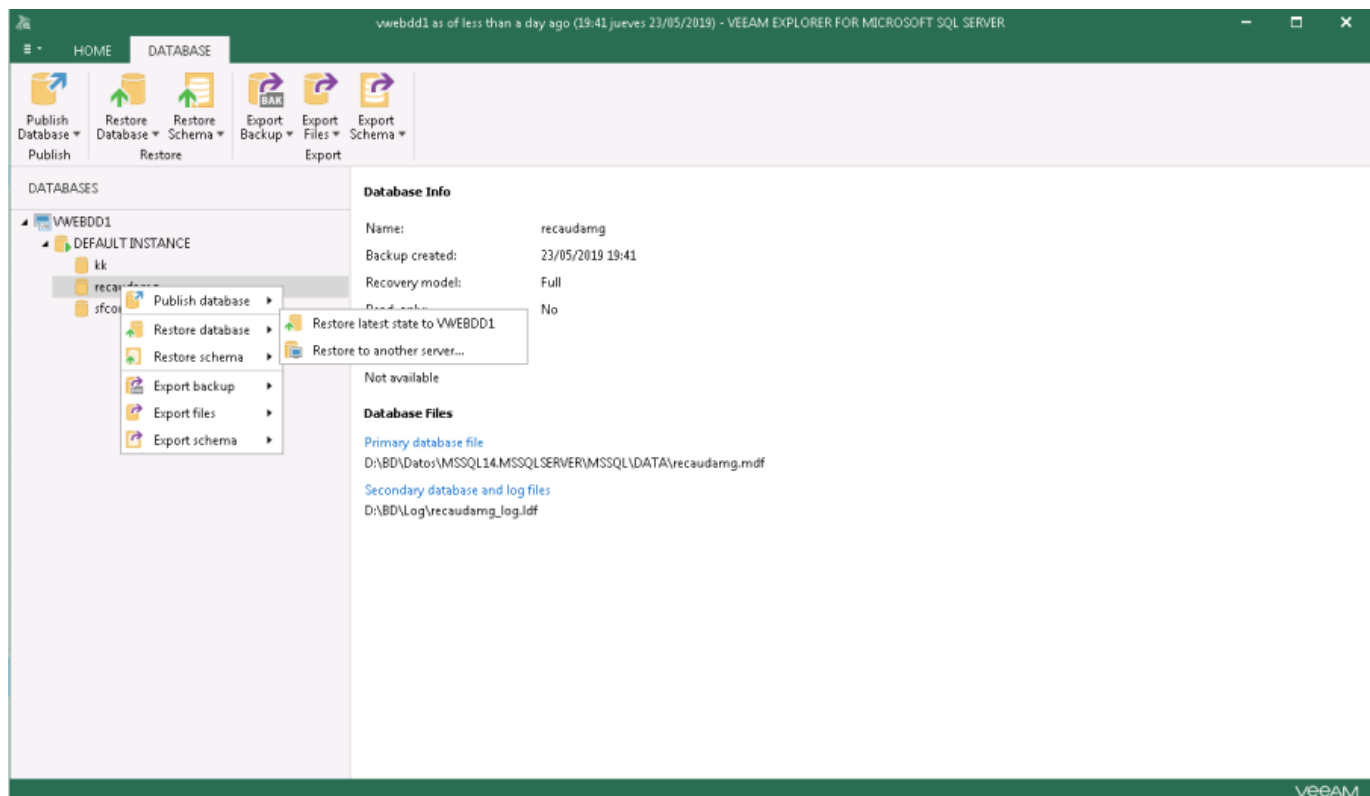 vwebdd1 as of less than a day ago (19:41 jueves 23/05/2019) - VEEAM EXPLORER FOR MICROSOFT SQL SERVER
HOME DATABASE
Publish Database
Restore Database
Restore Schema
Export Backup
BAK
Export Files
Export Schema
Publish Restore Export
DATABASES
VWEBDD1
DEFAULT INSTANCE
kk
sfco
Publish database
Restore database
Restore schema
Export backup
Export files
Export schema
Restore latest state to VWEBDD1
Restore to another server...
Database Info
Name: recaudamg
Backup created: 23/05/2019 19:41
Recovery model: Full
No
Not available
Database Files
Primary database file
D:\BD\Datos\MSSQL14.MSSQLSERVER\MSSQL\DATA\recaudamg.mdf
Secondary database and log files
D:\BD\Log\recaudamg_log.ldf
VEEAM